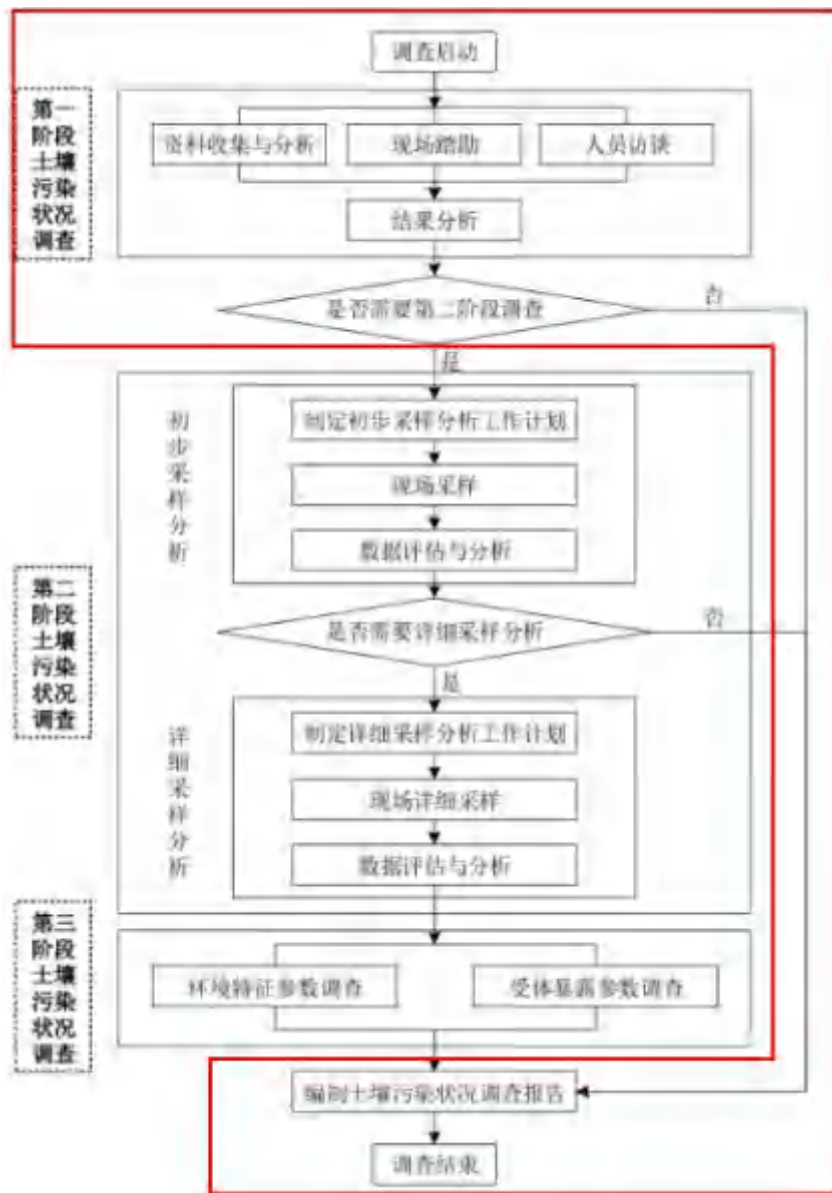 调查启动
第一
阶段
土壤
污染
状况
调查
资料收集与分析
现场踏勘
人员访谈
结果分析
是否需要第二阶段调查
否
是
初步采样分析
制定初步采样分析工作计划
现场采样
数据评估与分析
第二
阶段
土壤
污染
状况
调查
是否需要详细采样分析
否
是
详细采样分析
制定详细采样分析工作计划
现场详细采样
数据评估与分析
第三
阶段
土壤
污染
状况
调查
环境特征参数调查
受体暴露参数调查
编制土壤污染状况调查报告
调查结束